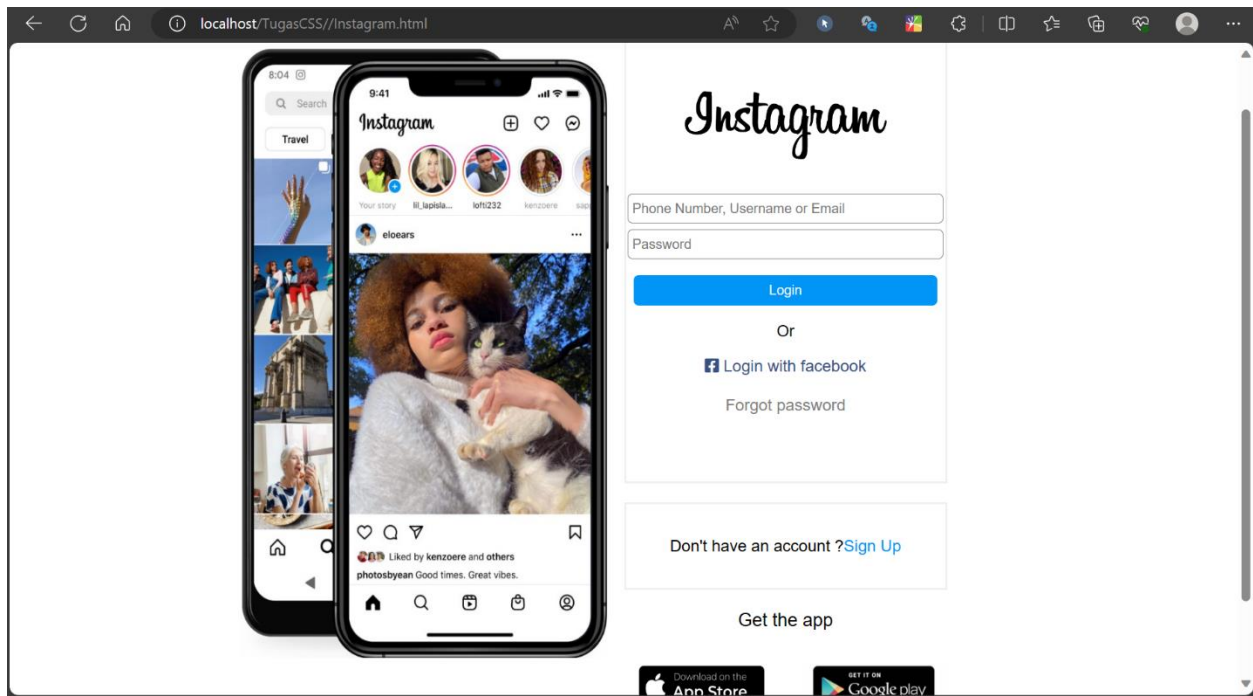 localhost/TugasCSS//Instagram.html
8:04
Search
Travel
9:41
Instagram
Your story
lil_lapisla...
lofti232
kenzoere
sap
eloears
Liked by kenzoere and others
photosbyean Good times. Great vibes.
Instagram
Phone Number, Username or Email
Password
Login
Or
Login with facebook
Forgot password
Don't have an account ?Sign Up
Get the app
Download on the
App Store
GET IT ON
Google play